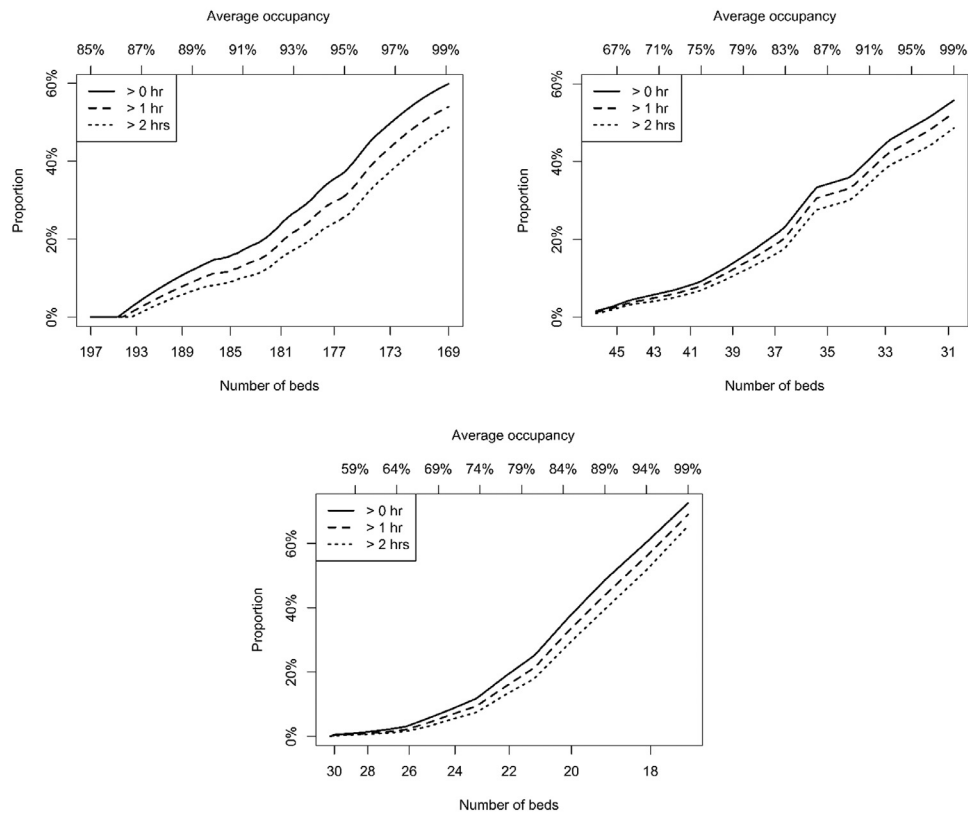 Average occupancy
85% 87% 89% 91% 93% 95% 97% 99%
> 0 hr
> 1 hr
> 2 hrs
Proportion
60%
40%
20%
0%
197 193 189 185 181 177 173 169
Number of beds
Average occupancy
67% 71% 75% 79% 83% 87% 91% 95% 99%
> 0 hr
> 1 hr
> 2 hrs
Proportion
60%
40%
20%
0%
45 43 41 39 37 35 33 31
Number of beds
Average occupancy
59% 64% 69% 74% 79% 84% 89% 94% 99%
> 0 hr
> 1 hr
> 2 hrs
Proportion
60%
40%
20%
0%
30 28 26 24 22 20 18
Number of beds